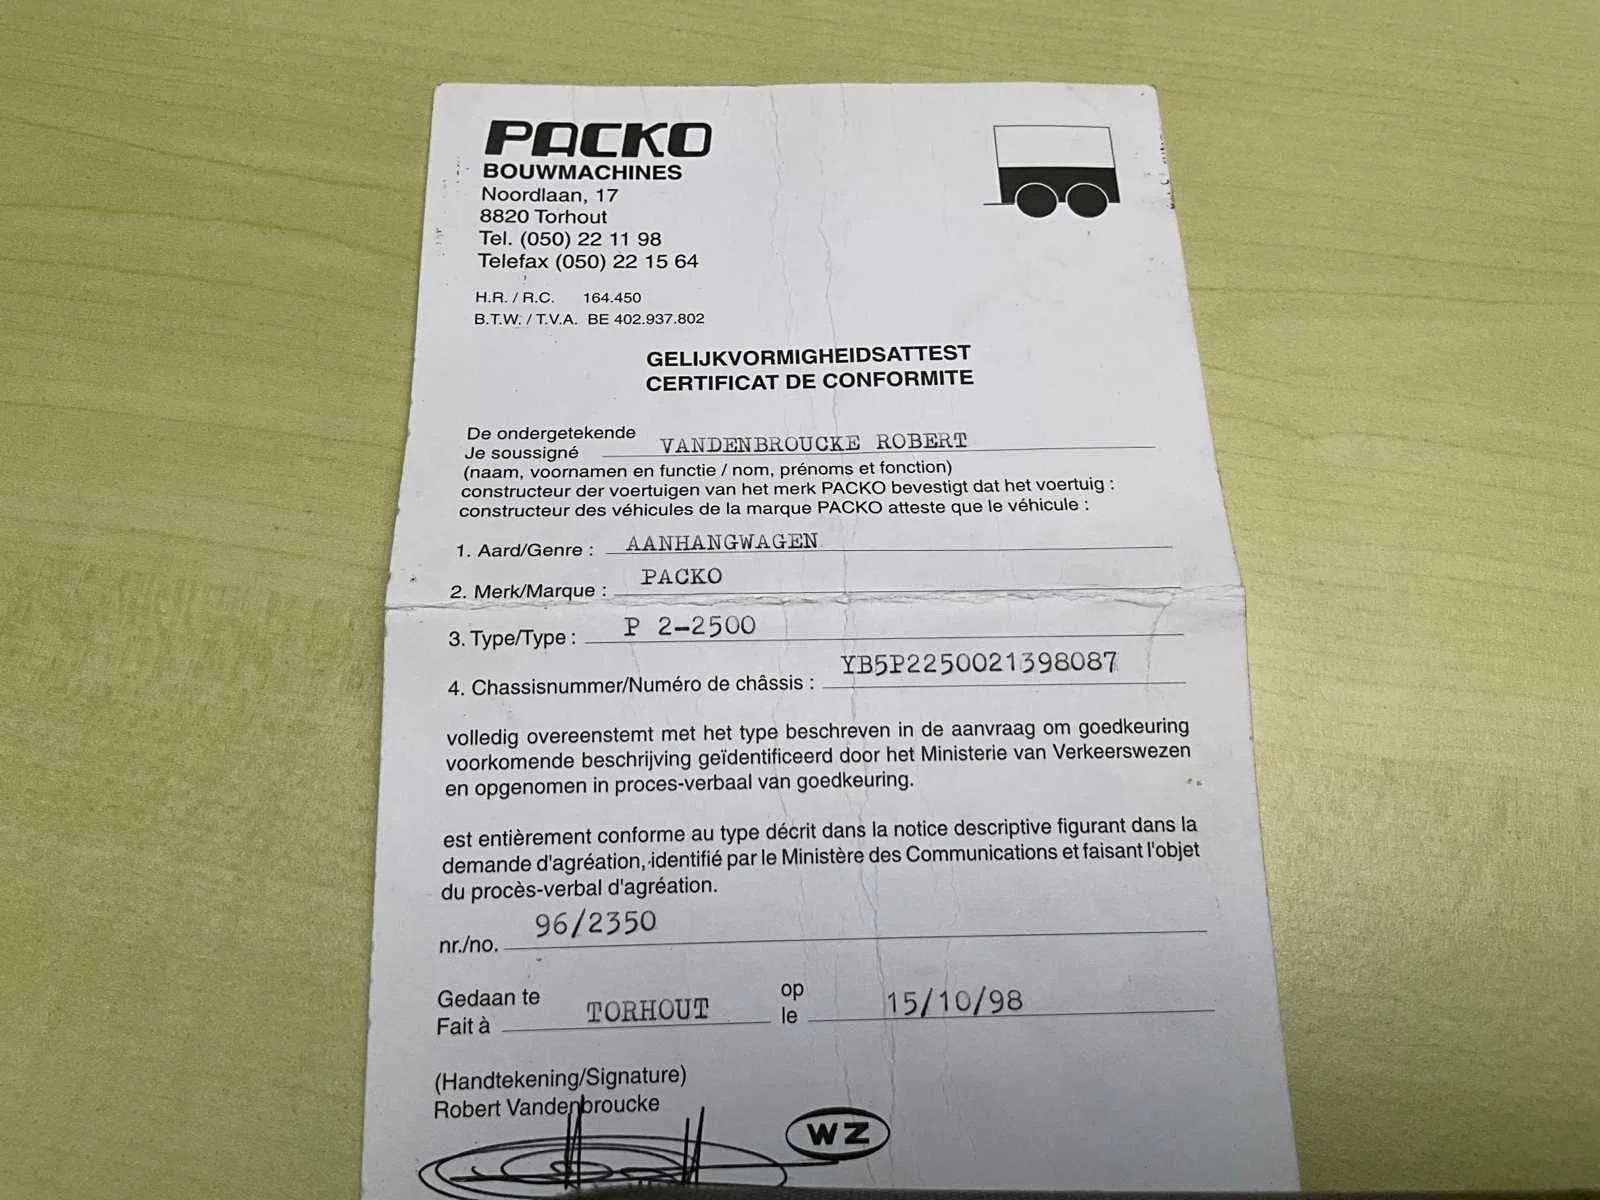 PACKO
BOUWMACHINES
Noordlaan, 17
8820 Torhout
Tel. (050) 22 11 98
Telefax (050) 22 15 64
H.R. / R.C. 164.450
B.T.W. / T.V.A. BE 402.937.802
GELIJKVORMIGHEIDSATTEST
CERTIFICAT DE CONFORMITE
De ondergetekende
Je soussigné VANDENBROUCKE ROBERT
(naam, voornamen en functie / nom, prénoms et fonction)
constructeur der voertuigen van het merk PACKO bevestigt dat het voertuig :
constructeur des véhicules de la marque PACKO atteste que le véhicule :
1. Aard/Genre : AANHANGWAGEN
2. Merk/Marque : PACKO
3. Type/Type : P 2-2500
4. Chassisnummer/Numéro de châssis : YB5P2250021398087
volledig overeenstemt met het type beschreven in de aanvraag om goedkeuring
voorkomende beschrijving geïdentificeerd door het Ministerie van Verkeerswezen
en opgenomen in proces-verbaal van goedkeuring.
est entièrement conforme au type décrit dans la notice descriptive figurant dans la
demande d'agréation, identifié par le Ministère des Communications et faisant l'objet
du procès-verbal d'agréation.
nr./no. 96/2350
Gedaan te op
Fait à TORHOUT le 15/10/98
(Handtekening/Signature)
Robert Vandenbroucke
WZ